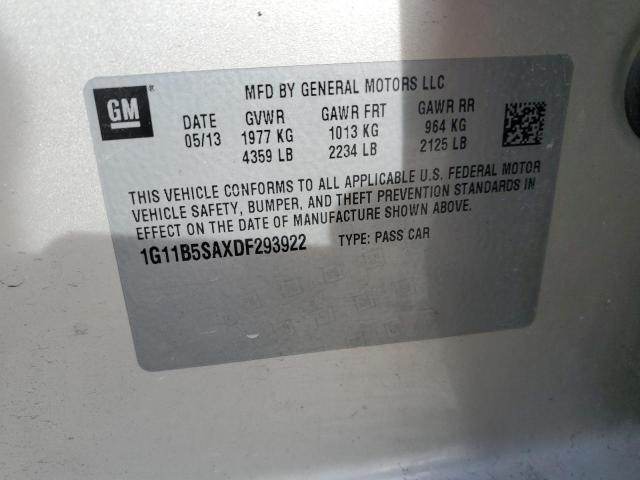 GM
MFD BY GENERAL MOTORS LLC
DATE GVWR GAWR FRT GAWR RR
05/13 1977 KG 1013 KG 964 KG
4359 LB 2234 LB 2125 LB
THIS VEHICLE CONFORMS TO ALL APPLICABLE U.S. FEDERAL MOTOR
VEHICLE SAFETY, BUMPER, AND THEFT PREVENTION STANDARDS IN
EFFECT ON THE DATE OF MANUFACTURE SHOWN ABOVE.
1G11B5SAXDF293922 TYPE: PASS CAR